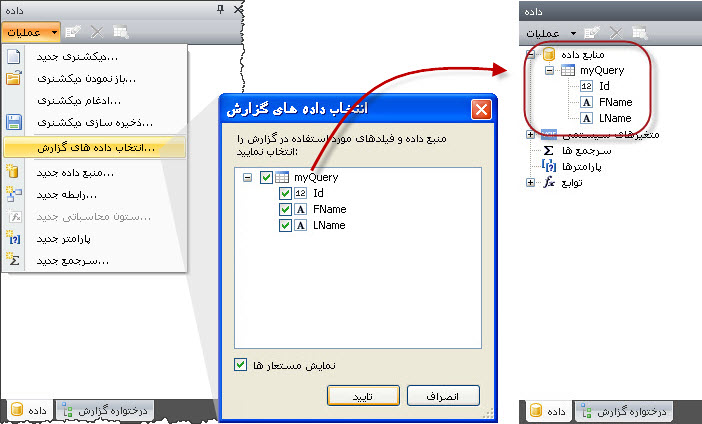 داده
عملیات
دیکشنری جدید...
باز نمودن دیکشنری...
ادغام دیکشنری...
ذخیره سازی دیکشنری...
انتخاب داده های گزارش...
منبع داده جدید...
رابطه جدید...
ستون محاسباتی جدید...
پارامتر جدید
سرجمع جدید...
داده
درختواره گزارش
انتخاب داده های گزارش
منبع داده و فیلدهای مورد استفاده در گزارش را
انتخاب نمایید:
myQuery
Id
FName
LName
نمایش مستعار ها
تایید
انصراف
داده
عملیات
منابع داده
myQuery
Id
FName
LName
متغیرهای سیستمی
سرجمع ها
پارامترها
توابع
داده
درختواره گزارش